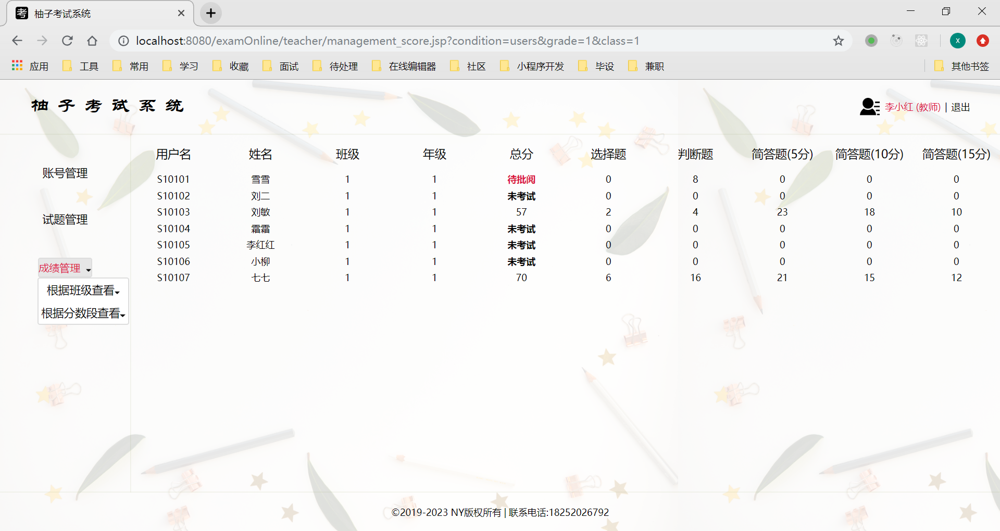 考 柚子考试系统
localhost:8080/examOnline/teacher/management_score.jsp?condition=users&grade=1&class=1
X
应用 工具 常用 学习 收藏 面试 待处理 在线编辑器 社区 小程序开发 毕设 兼职 其他书签
柚子考试系统
李小红 (教师) | 退出
账号管理
试题管理
成绩管理
根据班级查看
根据分数段查看
用户名 姓名 班级 年级 总分 选择题 判断题 简答题(5分) 简答题(10分) 简答题(15分)
S10101 雪雪 1 1 待批阅 0 8 0 0 0
S10102 刘二 1 1 未考试 0 0 0 0 0
S10103 刘敏 1 1 57 2 4 23 18 10
S10104 霜霜 1 1 未考试 0 0 0 0 0
S10105 李红红 1 1 未考试 0 0 0 0 0
S10106 小柳 1 1 未考试 0 0 0 0 0
S10107 七七 1 1 70 6 16 21 15 12
©2019-2023 NY版权所有 | 联系电话:18252026792